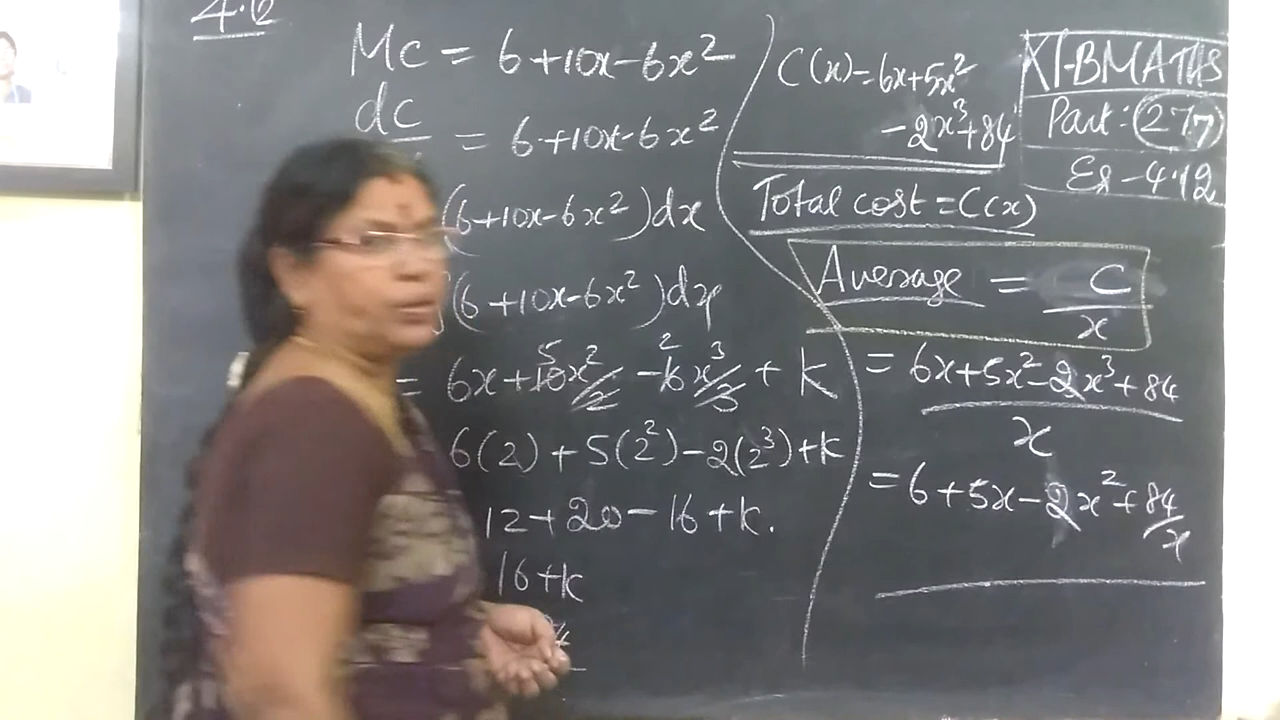 4.12
Mc = 6+10x-6x²
dc = 6+10x-6x²
(6+10x-6x²)dx
∫(6+10x-6x²)dx
= 6x+10x²/2 5 -6x³/3 2 + k
6(2)+5(2²)-2(2³)+k
12+20-16+k.
16+k
C(x)=6x+5x²
-2x³+84
Total cost=C(x)
Average = C/x
= 6x+5x²-2x³+84
x
=6+5x-2x²+84/x
XI-BMATHS
Part:(277)
Ex-4.12